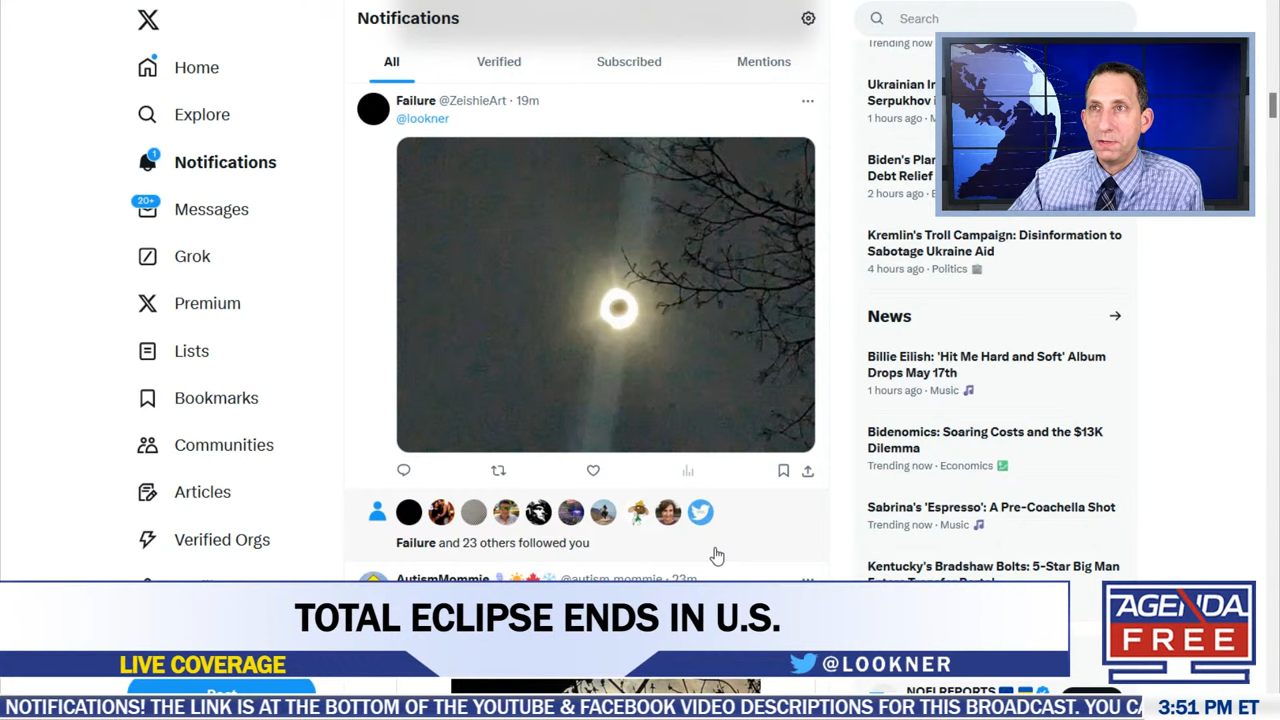 Home
Explore
1
Notifications
20+
Messages
Grok
Premium
Lists
Bookmarks
Communities
Articles
Verified Orgs
Notifications
All
Verified
Subscribed
Mentions
Failure @ZeishieArt · 19m
@lookner
Failure and 23 others followed you
AutismMommie @autism_mommie · 23m
Search
Trending now
Ukrainian In
Serpukhov i
1 hours ago ·
Biden's Plan
Debt Relief
2 hours ago ·
Kremlin's Troll Campaign: Disinformation to
Sabotage Ukraine Aid
4 hours ago · Politics
News
Billie Eilish: 'Hit Me Hard and Soft' Album
Drops May 17th
1 hours ago · Music
Bidenomics: Soaring Costs and the $13K
Dilemma
Trending now · Economics
Sabrina's 'Espresso': A Pre-Coachella Shot
Trending now · Music
Kentucky's Bradshaw Bolts: 5-Star Big Man
TOTAL ECLIPSE ENDS IN U.S.
LIVE COVERAGE
@LOOKNER
AGENDA
FREE
NOELREPORTS
NOTIFICATIONS! THE LINK IS AT THE BOTTOM OF THE YOUTUBE & FACEBOOK VIDEO DESCRIPTIONS FOR THIS BROADCAST. YOU CA
3:51 PM ET